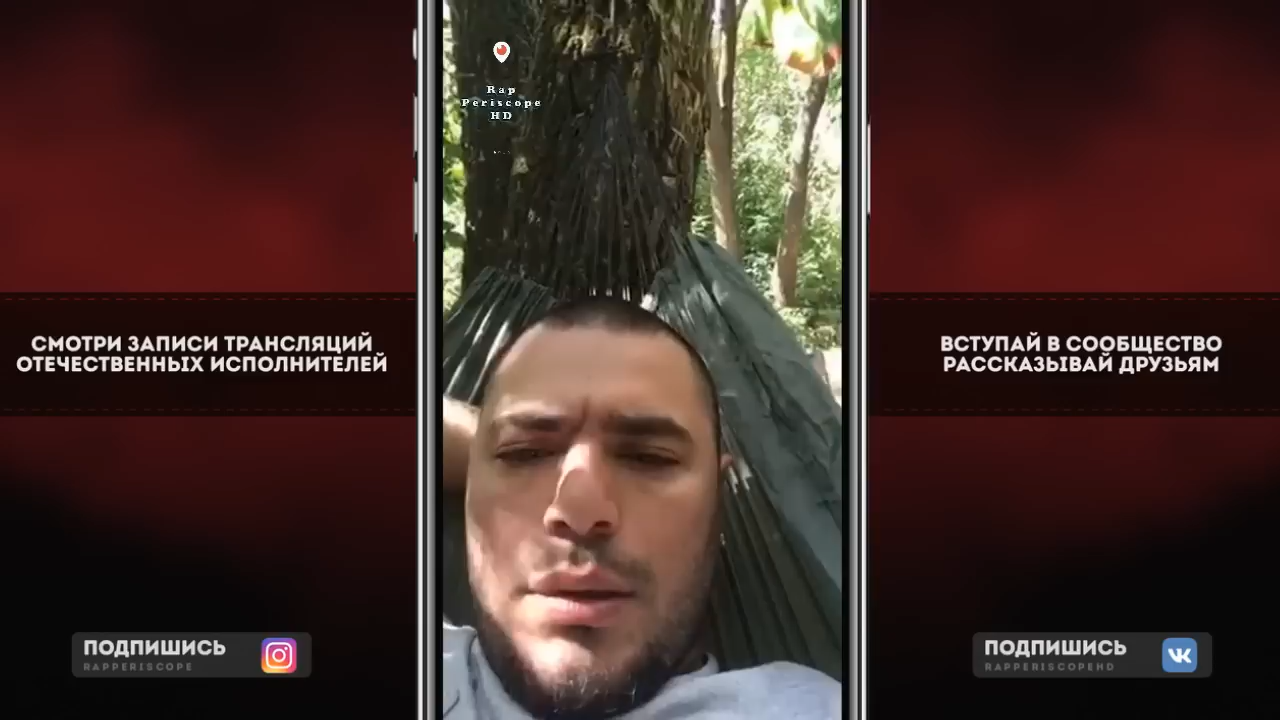 Rap
Periscope
HD
СМОТРИ ЗАПИСИ ТРАНСЛЯЦИЙ
ОТЕЧЕСТВЕННЫХ ИСПОЛНИТЕЛЕЙ
ВСТУПАЙ В СООБЩЕСТВО
РАССКАЗЫВАЙ ДРУЗЬЯМ
ПОДПИШИСЬ
RAPPERISCOPE
ПОДПИШИСЬ
RAPPERISCOPEHD